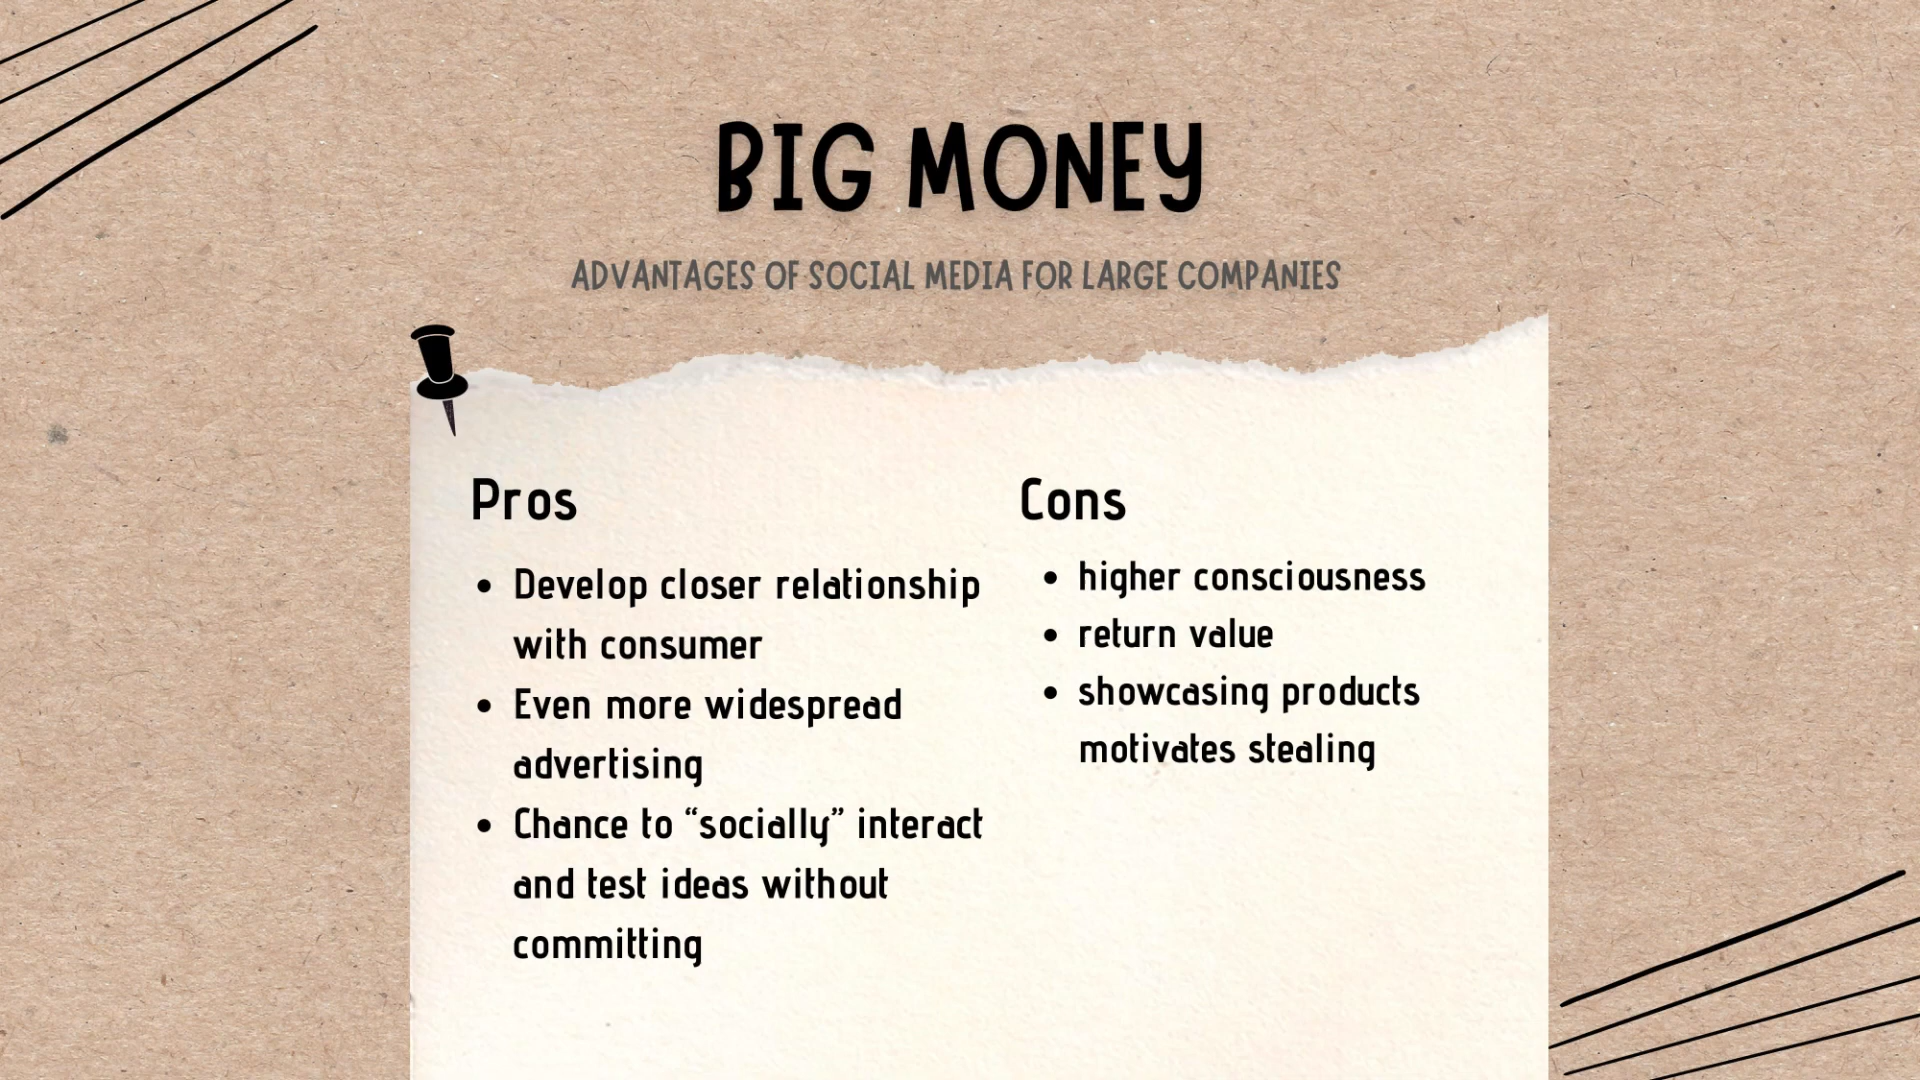 BIG MONEY
ADVANTAGES OF SOCIAL MEDIA FOR LARGE COMPANIES
Pros
Develop closer relationship
with consumer
Even more widespread
advertising
Chance to “socially” interact
and test ideas without
committing
Cons
higher consciousness
return value
showcasing products
motivates stealing